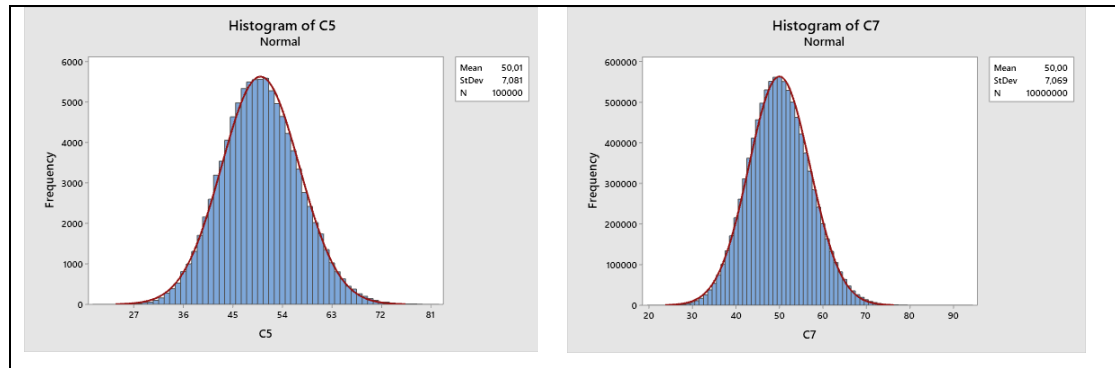 Histogram of C5
Normal
Mean 50,01
StDev 7,081
N 100000
6000
5000
4000
3000
2000
1000
0
Frequency
27 36 45 54 63 72 81
C5
Histogram of C7
Normal
Mean 50,00
StDev 7,069
N 10000000
600000
500000
400000
300000
200000
100000
0
Frequency
20 30 40 50 60 70 80 90
C7